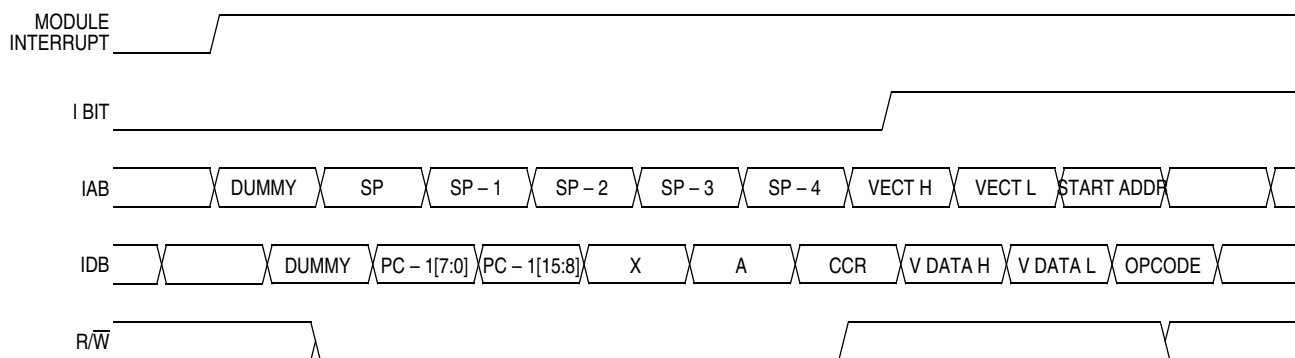 MODULE
INTERRUPT
I BIT
IAB DUMMY SP SP – 1 SP – 2 SP – 3 SP – 4 VECT H VECT L START ADDR
IDB DUMMY PC – 1[7:0] PC – 1[15:8] X A CCR V DATA H V DATA L OPCODE
R/W̅